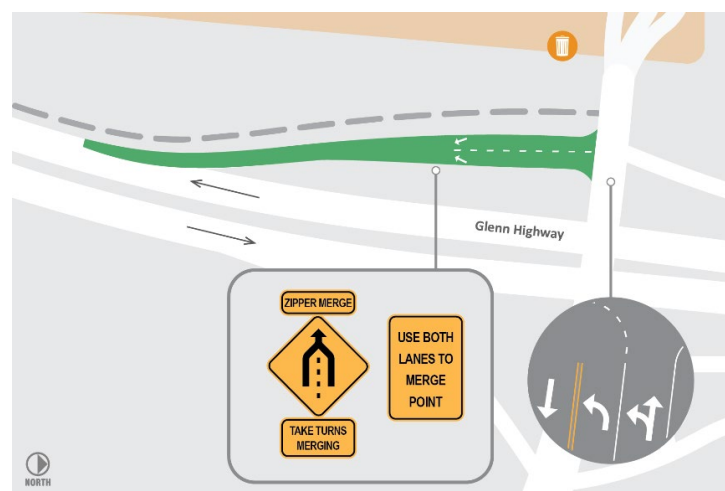 Glenn Highway
ZIPPER MERGE
TAKE TURNS
MERGING
USE BOTH
LANES TO
MERGE
POINT
NORTH